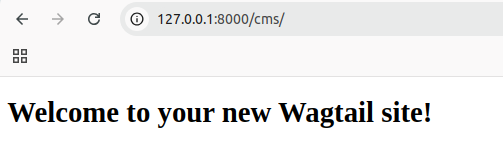 127.0.0.1:8000/cms/
Welcome to your new Wagtail site!